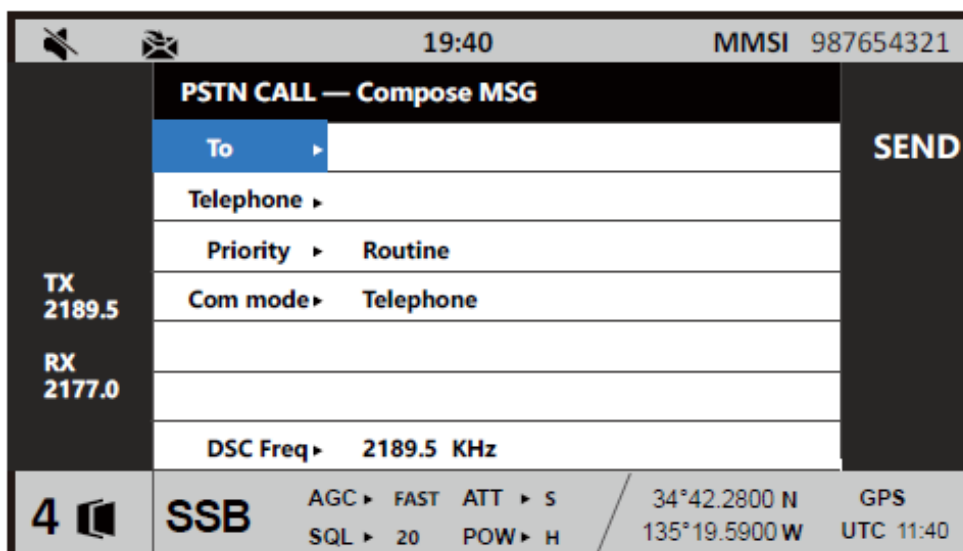 19:40 MMSI 987654321
PSTN CALL — Compose MSG
To ▸
SEND
Telephone ▸
Priority ▸ Routine
TX
2189.5
Com mode ▸ Telephone
RX
2177.0
DSC Freq ▸ 2189.5 KHz
4 SSB
AGC ▸ FAST ATT ▸ S
SQL ▸ 20 POW ▸ H
34°42.2800 N
135°19.5900 W
GPS
UTC 11:40